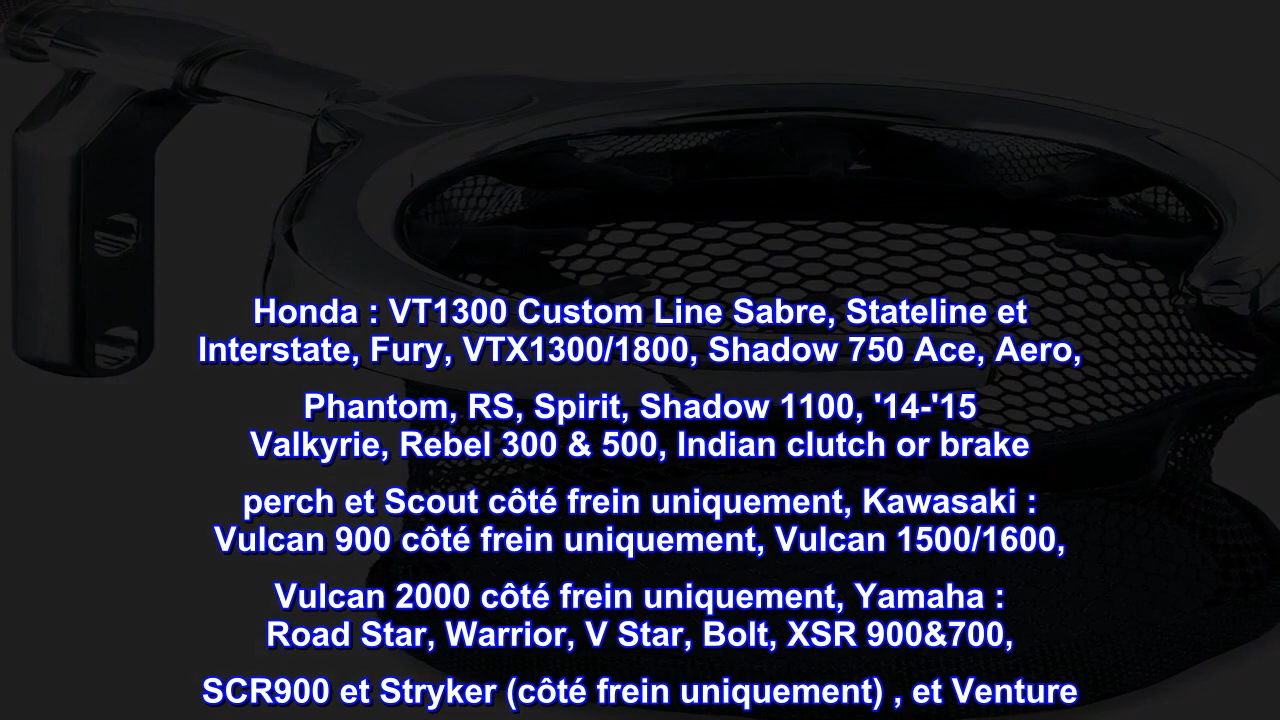 Honda : VT1300 Custom Line Sabre, Stateline et
Interstate, Fury, VTX1300/1800, Shadow 750 Ace, Aero,
Phantom, RS, Spirit, Shadow 1100, '14-'15
Valkyrie, Rebel 300 & 500, Indian clutch or brake
perch et Scout côté frein uniquement, Kawasaki :
Vulcan 900 côté frein uniquement, Vulcan 1500/1600,
Vulcan 2000 côté frein uniquement, Yamaha :
Road Star, Warrior, V Star, Bolt, XSR 900&700,
SCR900 et Stryker (côté frein uniquement) , et Venture